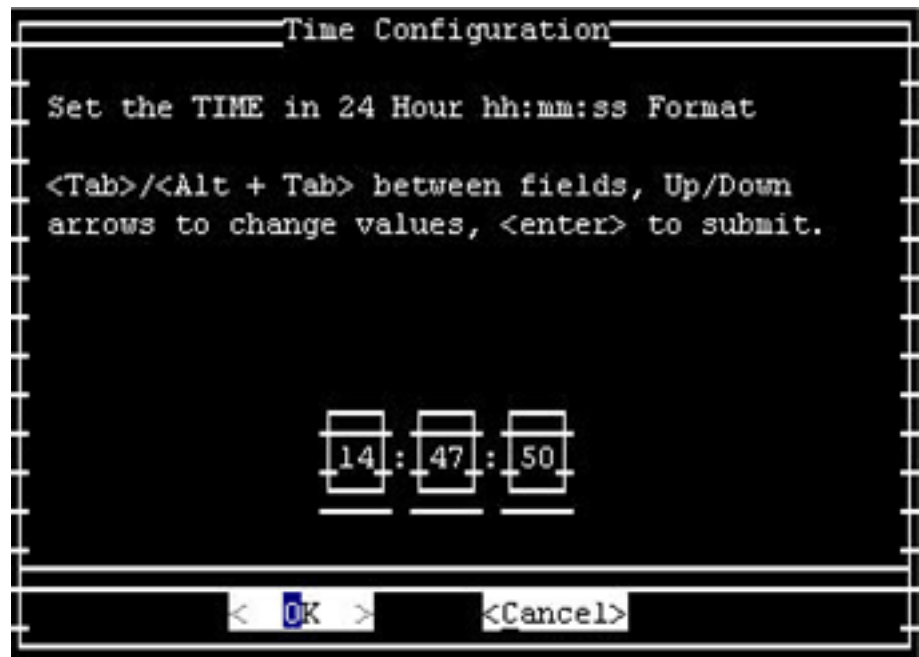 Time Configuration
Set the TIME in 24 Hour hh:mm:ss Format
<Tab>/<Alt + Tab> between fields, Up/Down
arrows to change values, <enter> to submit.
14:47:50
< OK > <Cancel>